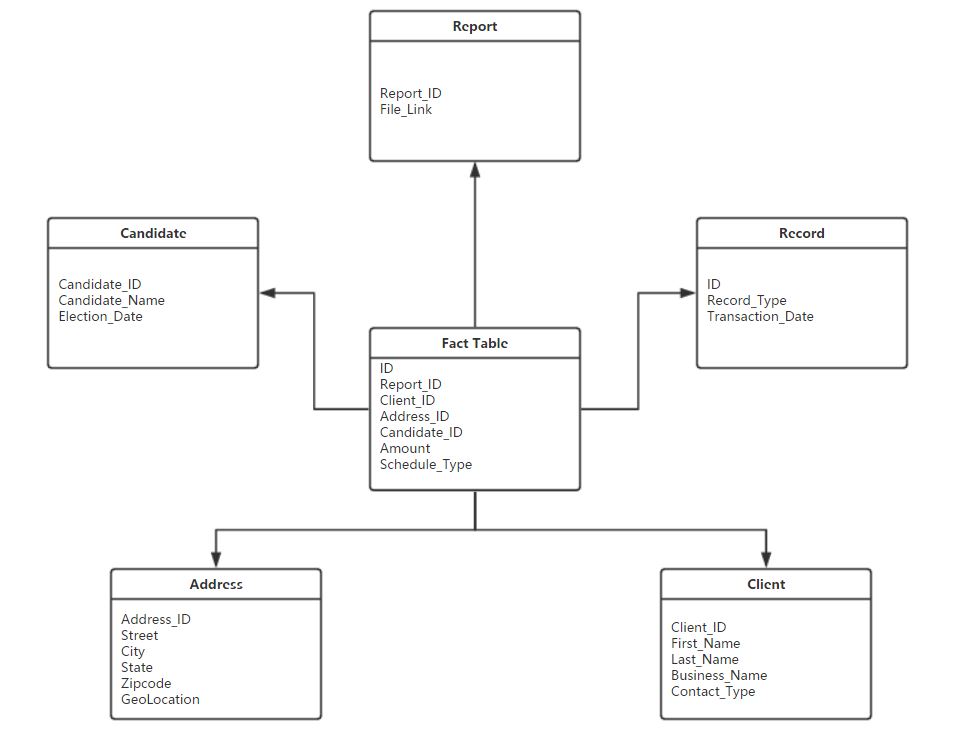 Report
Report_ID
File_Link
Candidate
Candidate_ID
Candidate_Name
Election_Date
Record
ID
Record_Type
Transaction_Date
Fact Table
ID
Report_ID
Client_ID
Address_ID
Candidate_ID
Amount
Schedule_Type
Address
Address_ID
Street
City
State
Zipcode
GeoLocation
Client
Client_ID
First_Name
Last_Name
Business_Name
Contact_Type